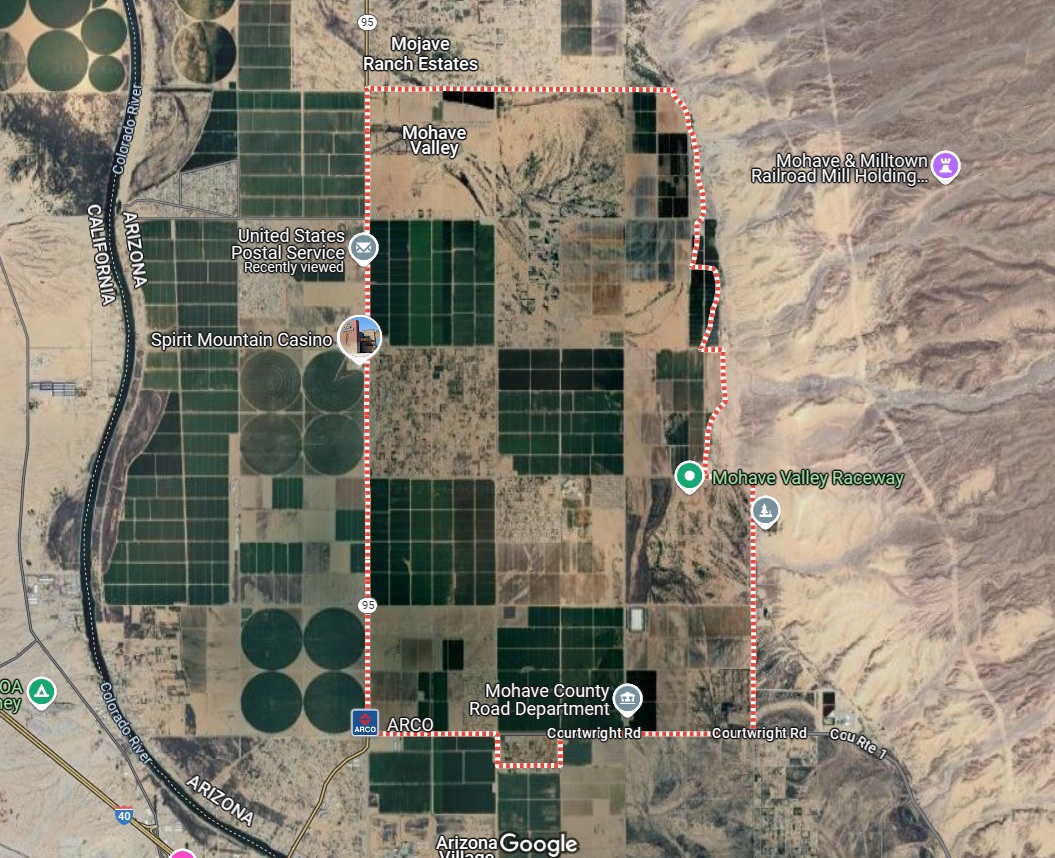 95
Mojave
Ranch Estates
Colorado River
Mohave
Valley
Mohave & Milltown
Railroad Mill Holding...
CALIFORNIA
ARIZONA
United States
Postal Service
Recently viewed
Spirit Mountain Casino
Mohave Valley Raceway
95
OA
ney
Mohave County
Road Department
Colorado River
ARCO
ARCO
Courtwright Rd
Courtwright Rd
Cou Rte 1
ARIZONA
40
Arizona
Village
Google